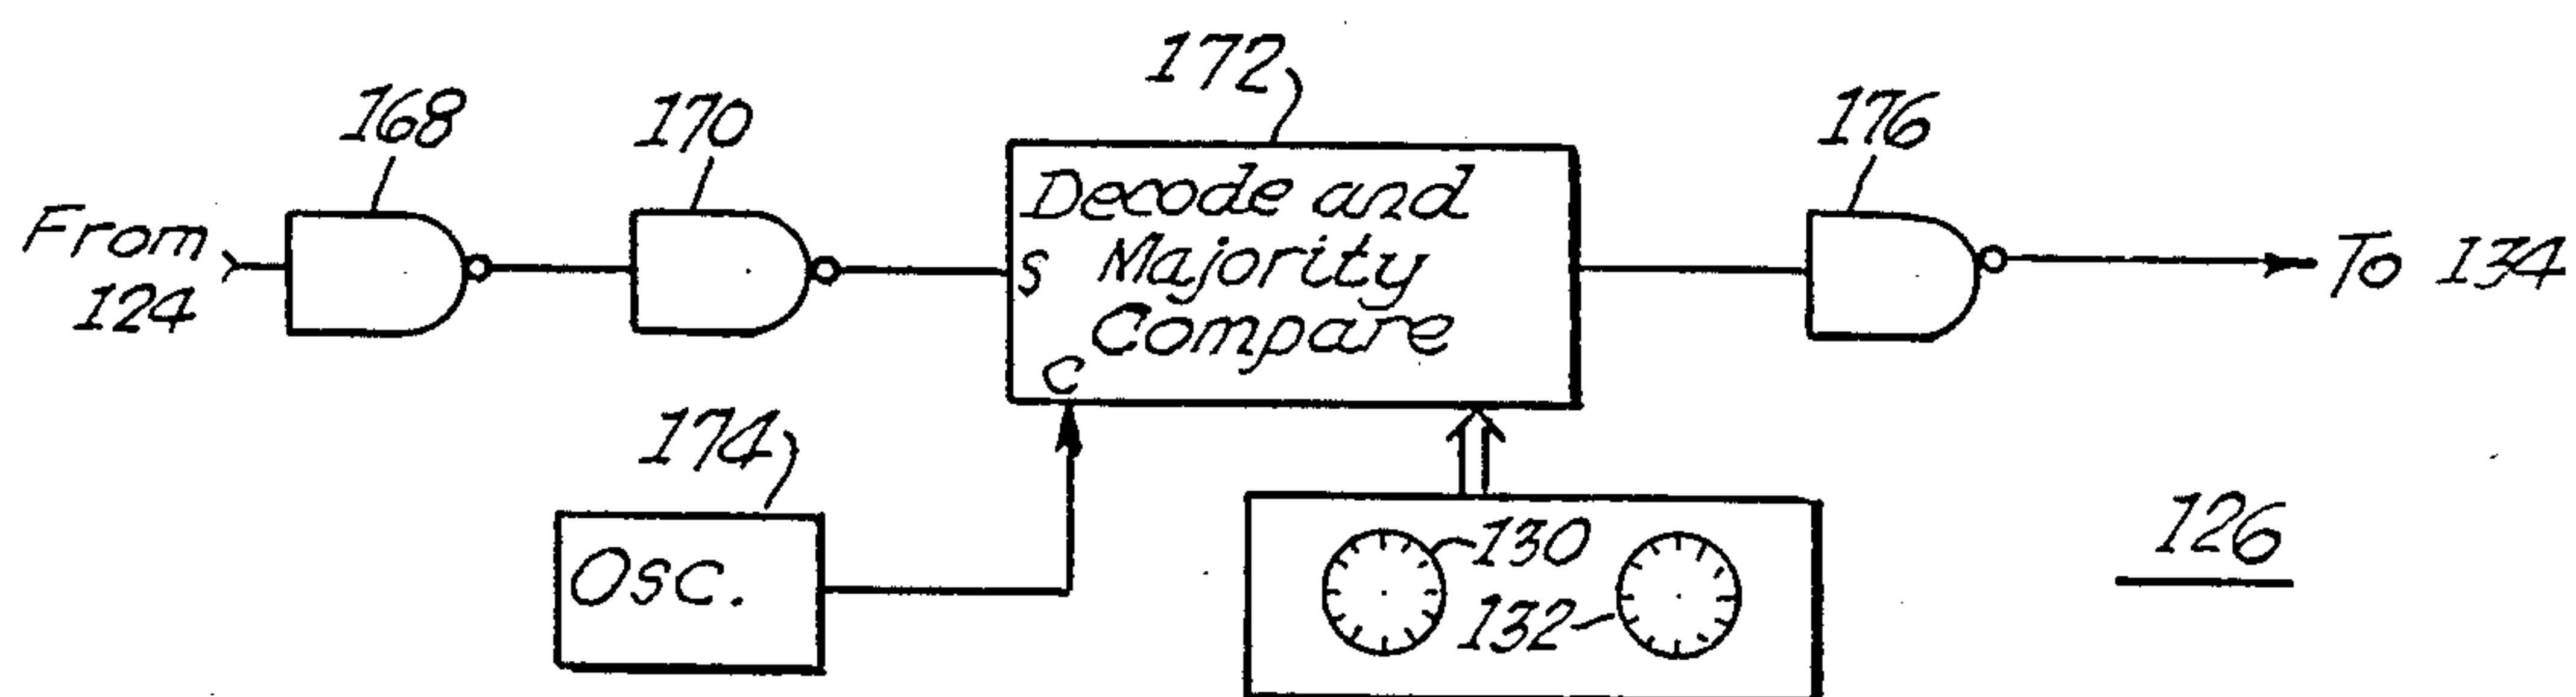 172
168
170
176
From
124
S
Decode and
Majority
Compare
C
To 134
174
Osc.
130
132
126